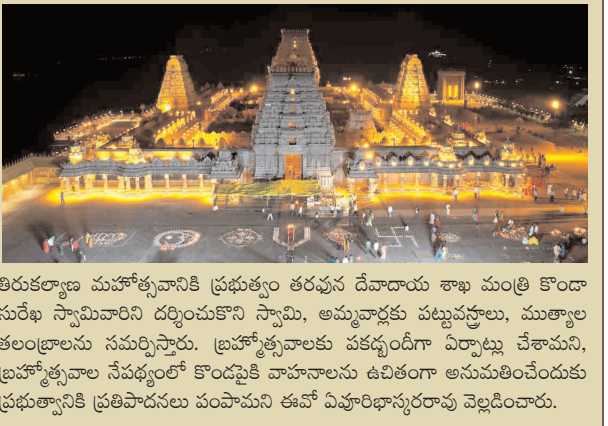 తిరుకల్యాణ మహోత్సవానికి ప్రభుత్వం తరఫున దేవాదాయ శాఖ మంత్రి కొండా
సురేఖ స్వామివారిని దర్శించుకొని స్వామి, అమ్మవార్లకు పట్టువస్త్రాలు, ముత్యాల
తలంబ్రాలను సమర్పిస్తారు. బ్రహ్మోత్సవాలకు పకడ్బందీగా ఏర్పాట్లు చేశామని,
బ్రహ్మోత్సవాల నేపథ్యంలో కొండపైకి వాహనాలను ఉచితంగా అనుమతించేందుకు
ప్రభుత్వానికి ప్రతిపాదనలు పంపామని ఈవో ఏవూరిభాస్కరరావు వెల్లడించారు.